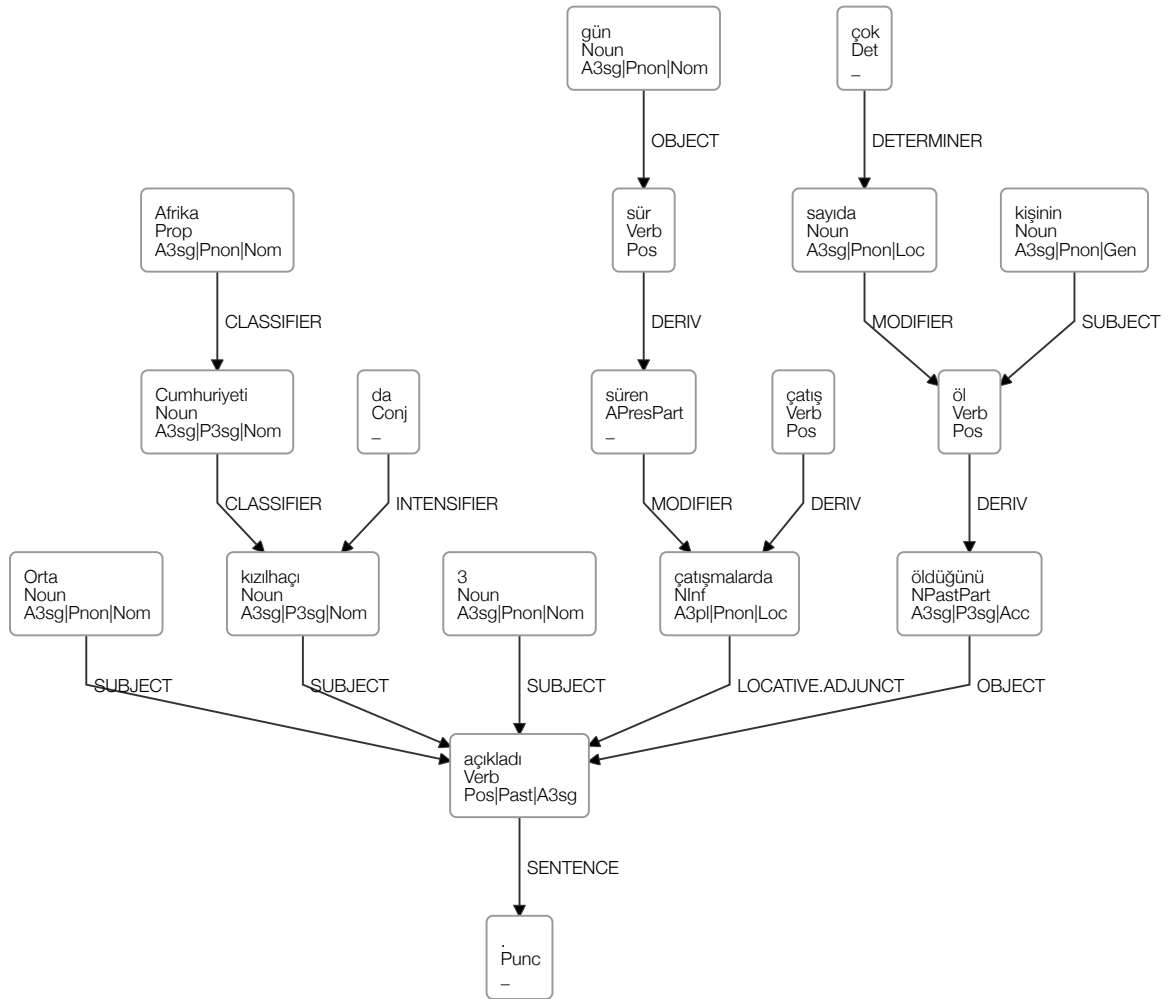 gün
Noun
A3sg|Pnon|Nom
çok
Det
_
OBJECT
DETERMINER
Afrika
Prop
A3sg|Pnon|Nom
sür
Verb
Pos
sayıda
Noun
A3sg|Pnon|Loc
kişinin
Noun
A3sg|Pnon|Gen
CLASSIFIER
DERIV
MODIFIER
SUBJECT
Cumhuriyeti
Noun
A3sg|P3sg|Nom
da
Conj
_
süren
APresPart
_
çatış
Verb
Pos
öl
Verb
Pos
CLASSIFIER
INTENSIFIER
MODIFIER
DERIV
DERIV
Orta
Noun
A3sg|Pnon|Nom
kızılhaçı
Noun
A3sg|P3sg|Nom
3
Noun
A3sg|Pnon|Nom
çatışmalarda
NInf
A3pl|Pnon|Loc
öldüğünü
NPastPart
A3sg|P3sg|Acc
SUBJECT
SUBJECT
SUBJECT
LOCATIVE.ADJUNCT
OBJECT
açıkladı
Verb
Pos|Past|A3sg
SENTENCE
.
Punc
_